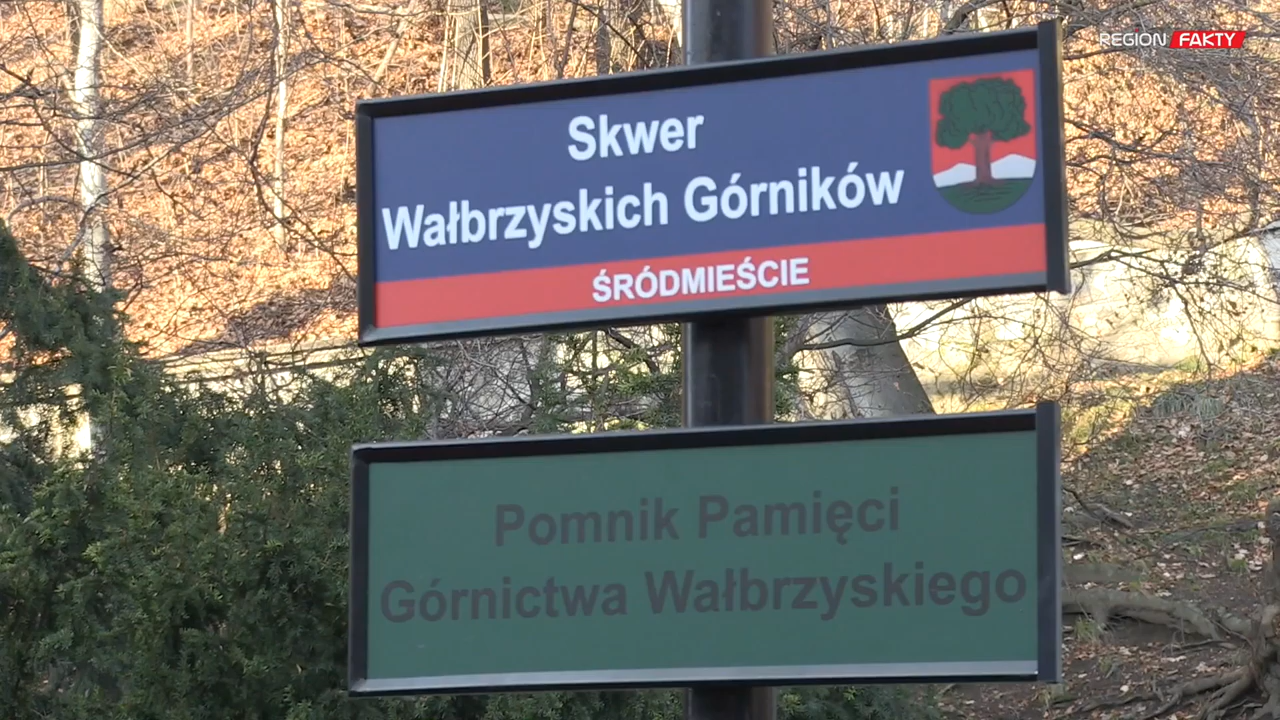 REGION FAKTY
Skwer
Wałbrzyskich Górników
ŚRÓDMIEŚCIE
Pomnik Pamięci
Górnictwa Wałbrzyskiego